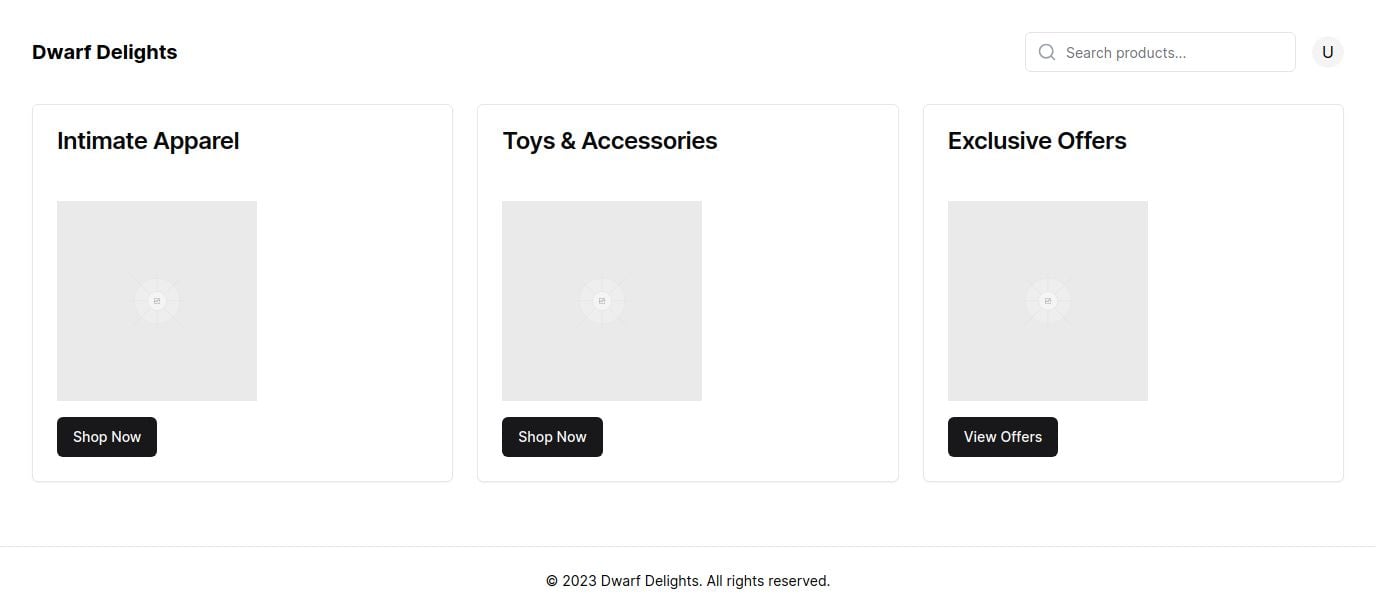 Dwarf Delights
Search products...
U
Intimate Apparel
Toys & Accessories
Exclusive Offers
Shop Now
Shop Now
View Offers
© 2023 Dwarf Delights. All rights reserved.